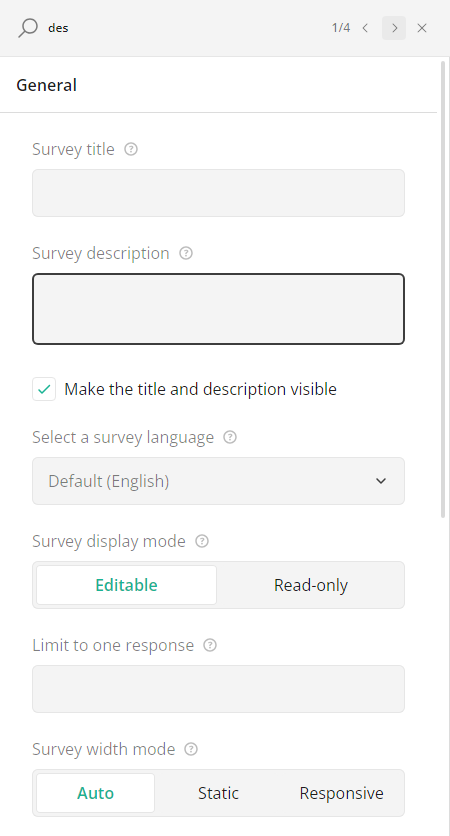 des
1/4
General
Survey title
Survey description
Make the title and description visible
Select a survey language
Default (English)
Survey display mode
Editable Read-only
Limit to one response
Survey width mode
Auto Static Responsive